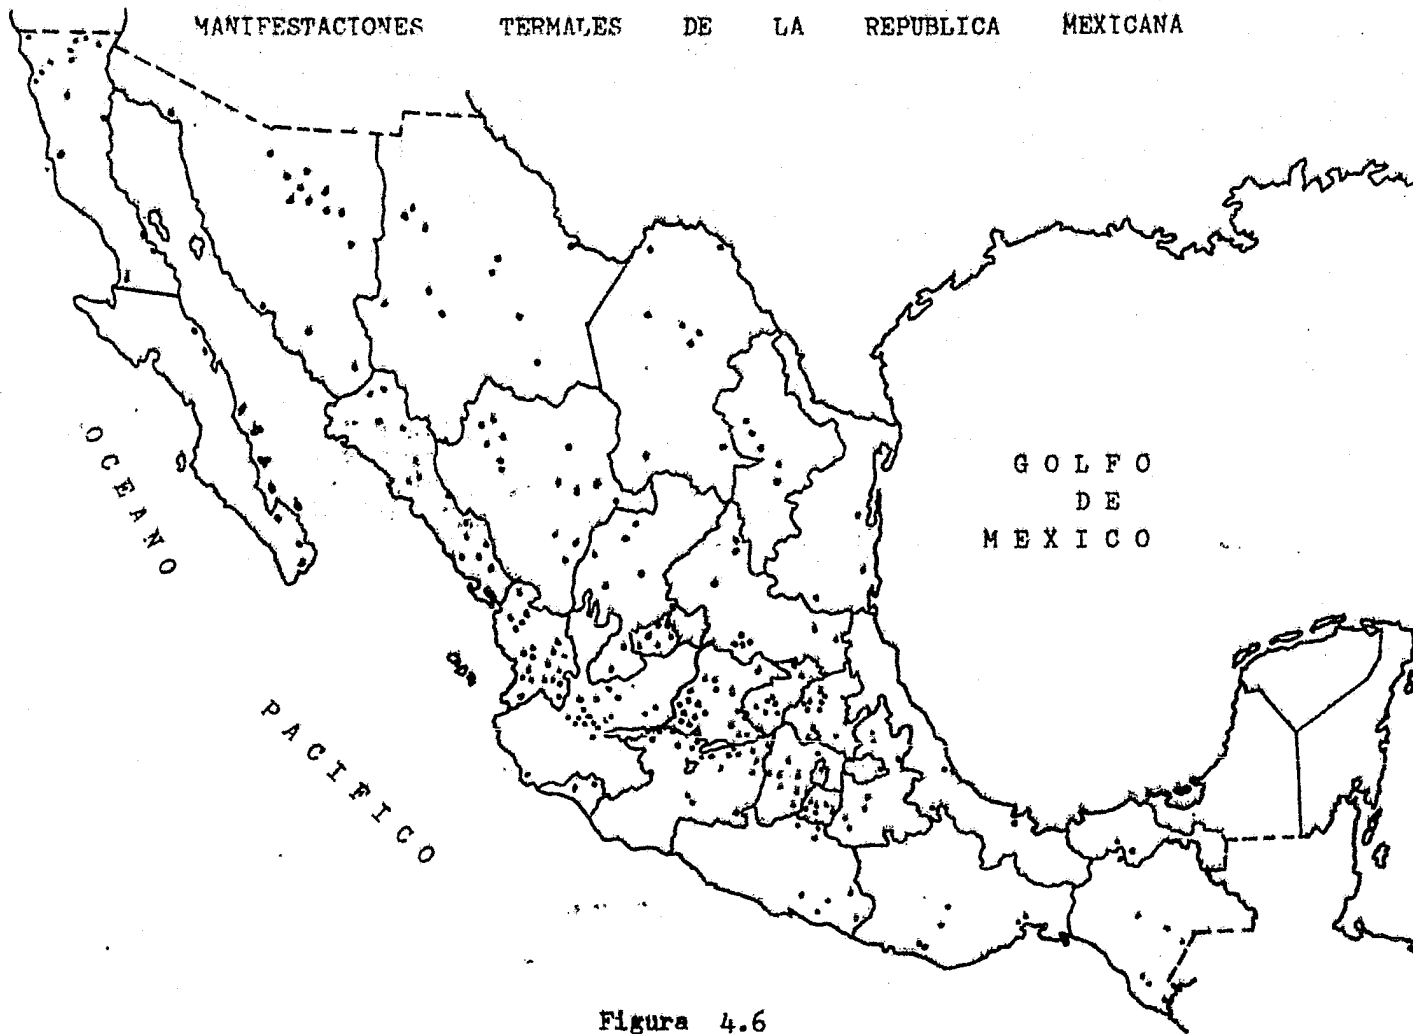 MANIFESTACIONES TERMALES DE LA REPUBLICA MEXICANA
GOLFO
DE
MEXICO
OCEANO
PACIFICO
Figura 4.6